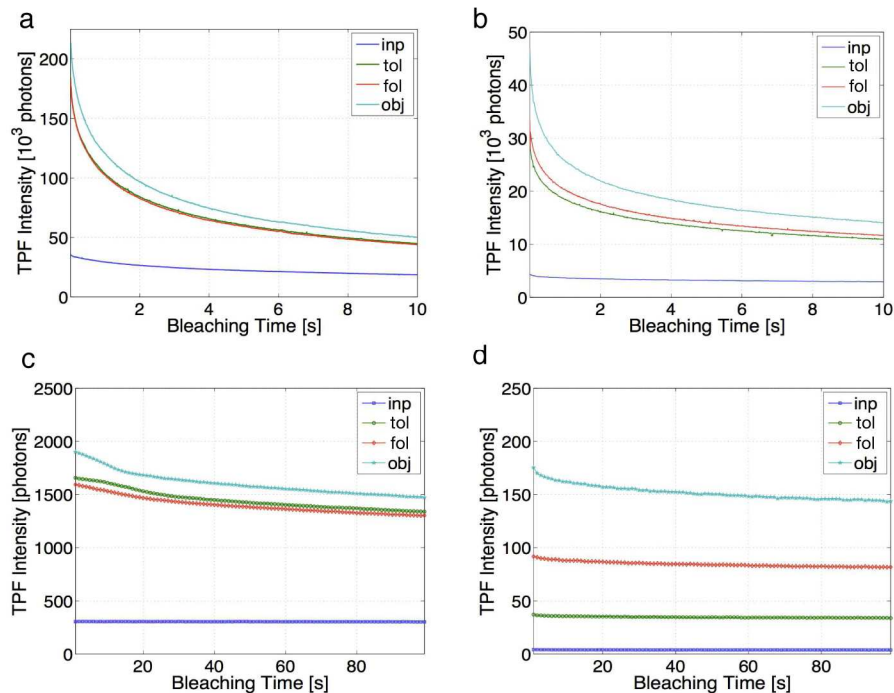 a
TPF Intensity [10³ photons]
200
150
100
50
0
2
4
6
8
10
Bleaching Time [s]
inp
tol
fol
obj
b
TPF Intensity [10³ photons]
50
40
30
20
10
0
2
4
6
8
10
Bleaching Time [s]
inp
tol
fol
obj
c
TPF Intensity [photons]
2500
2000
1500
1000
500
0
20
40
60
80
Bleaching Time [s]
inp
tol
fol
obj
d
TPF Intensity [photons]
250
200
150
100
50
0
20
40
60
80
Bleaching Time [s]
inp
tol
fol
obj